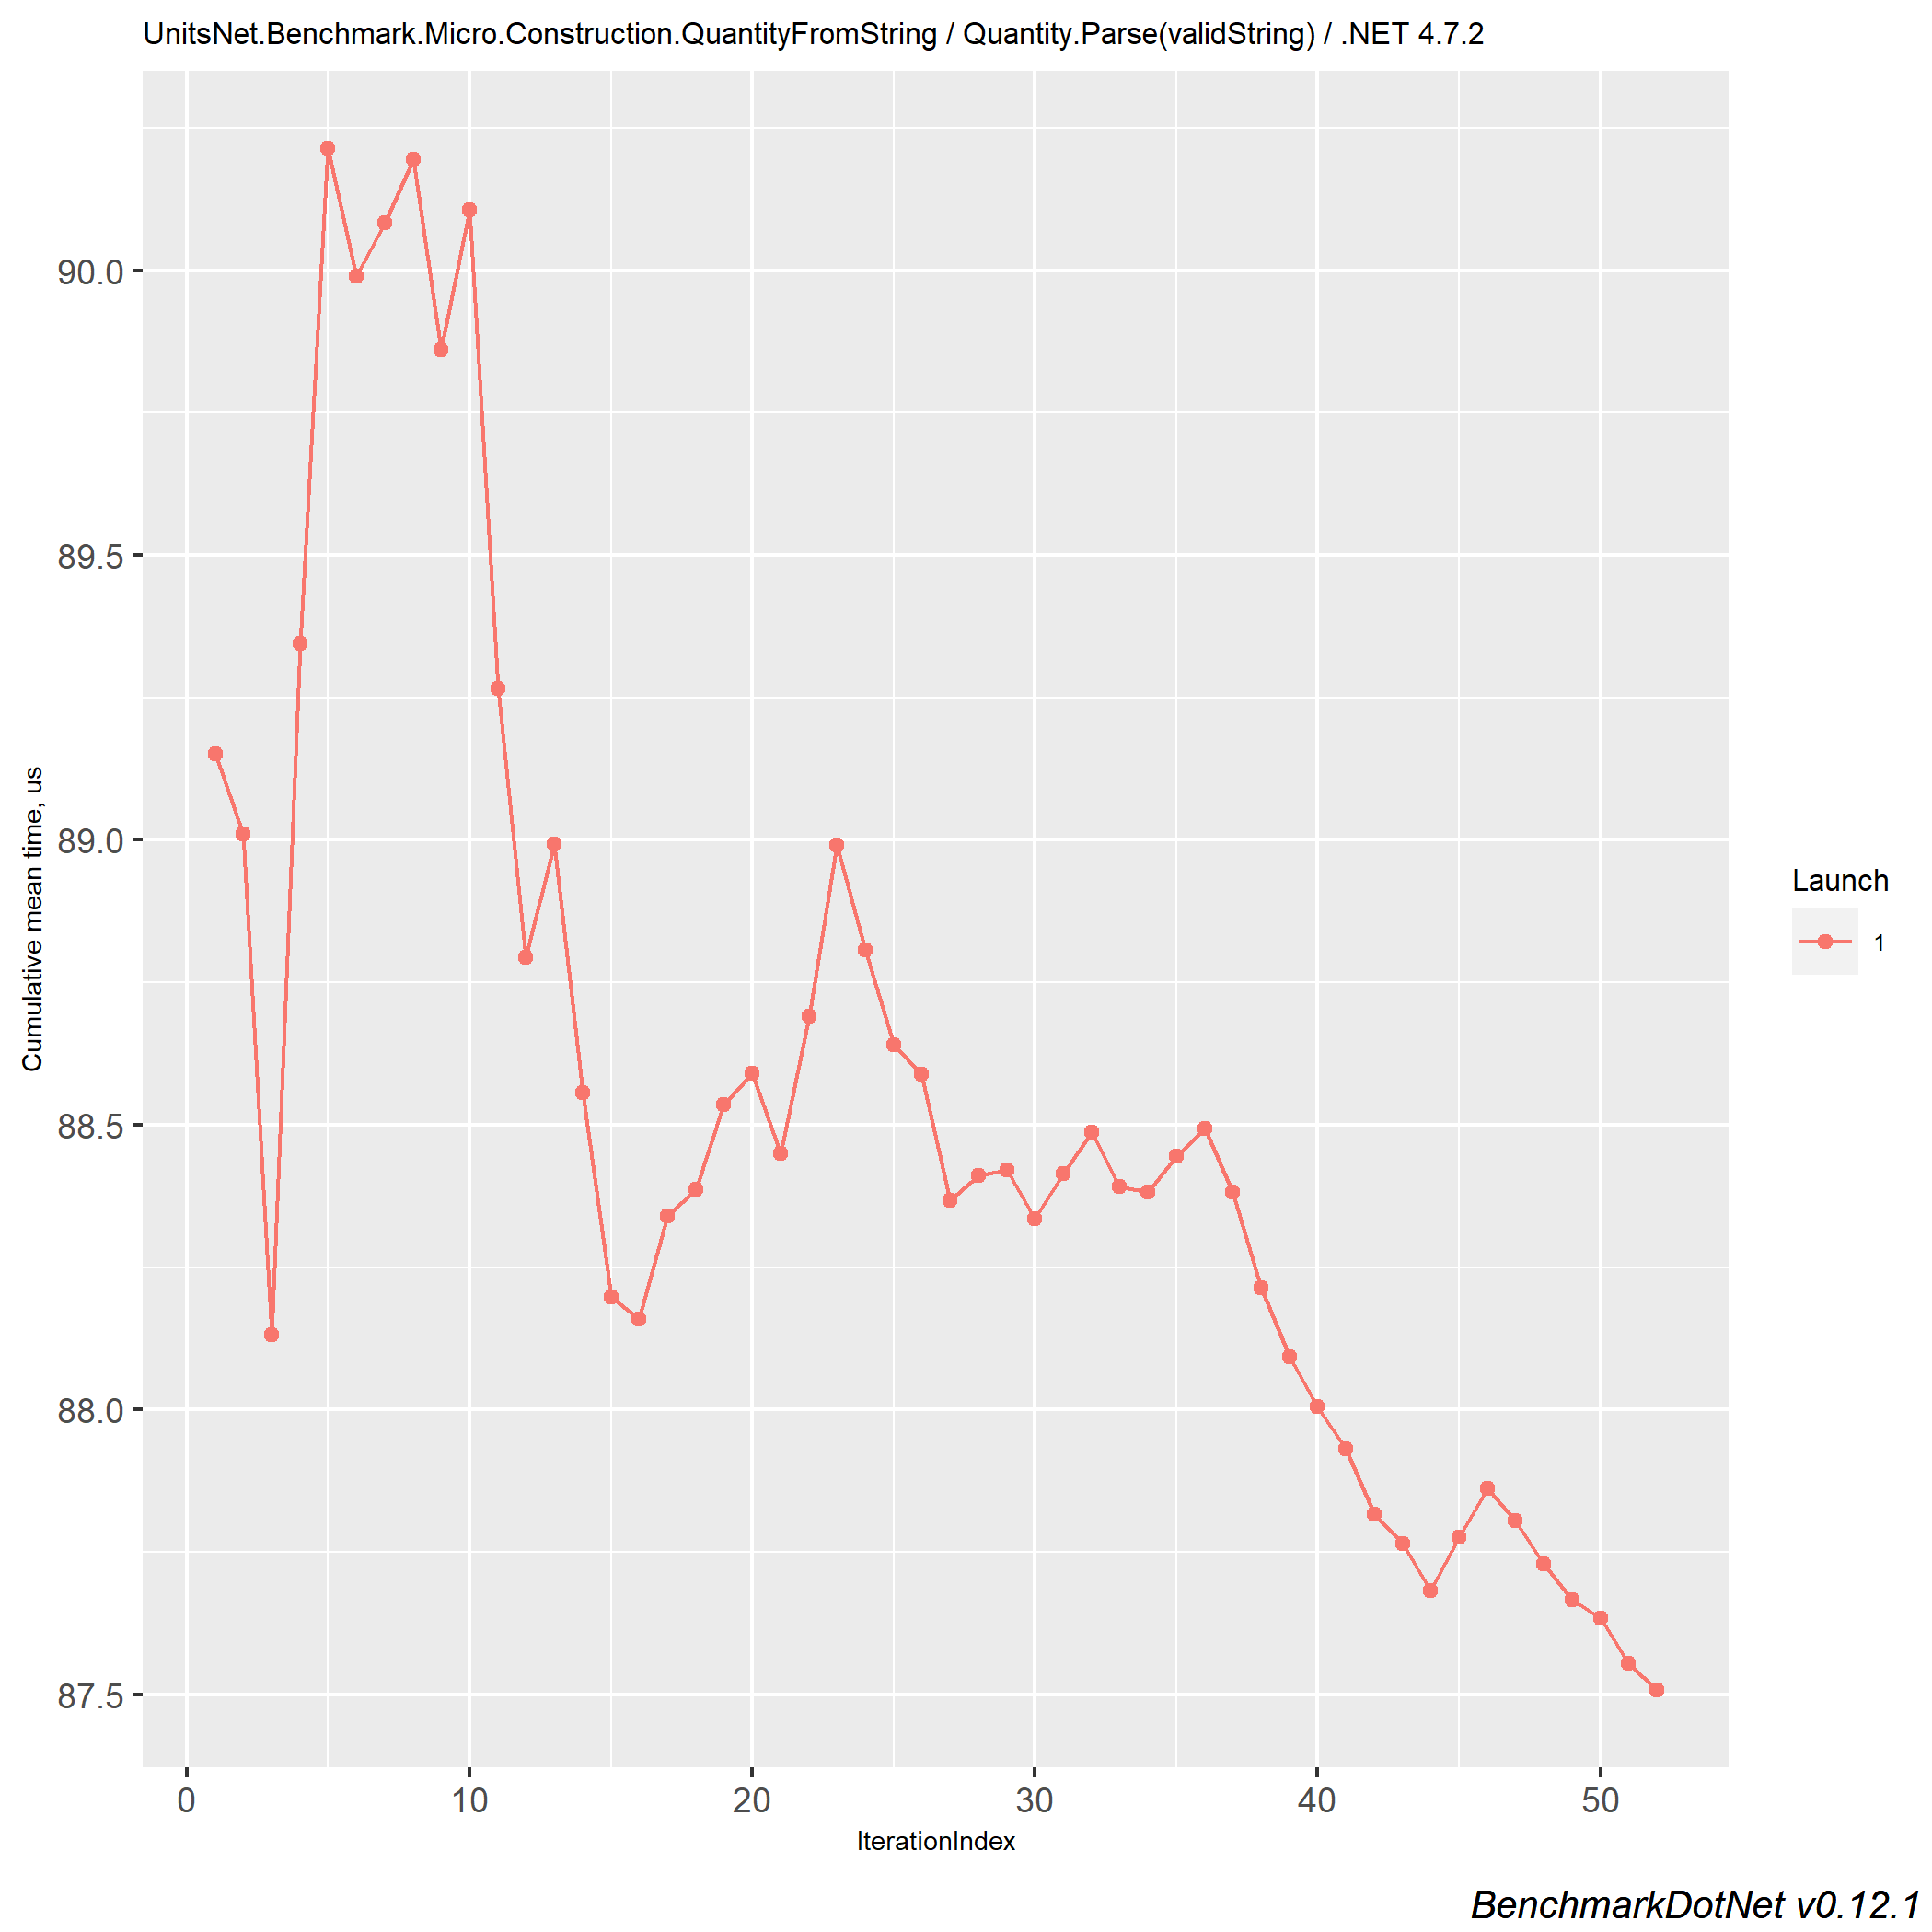 UnitsNet.Benchmark.Micro.Construction.QuantityFromString / Quantity.Parse(validString) / .NET 4.7.2
Cumulative mean time, us
90.0
89.5
89.0
88.5
88.0
87.5
0 10 20 30 40 50
IterationIndex
Launch
1
BenchmarkDotNet v0.12.1